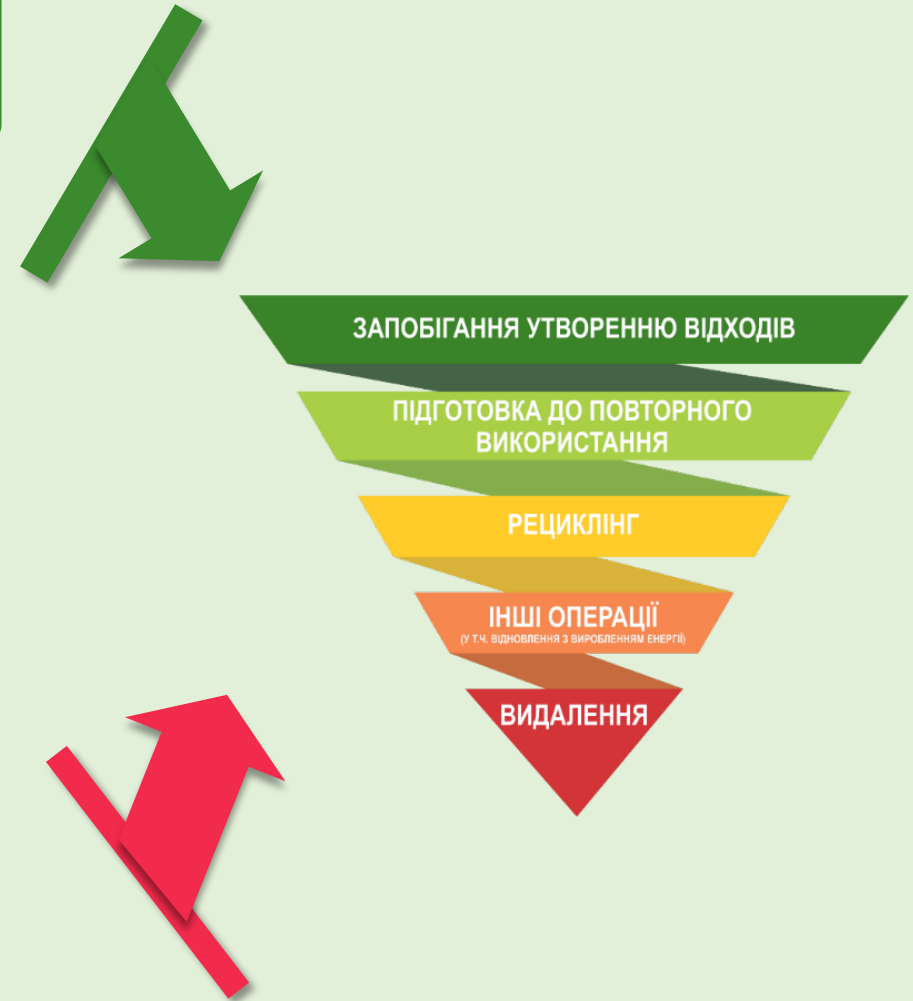 ЗАПОБІГАННЯ УТВОРЕННЮ ВІДХОДІВ
ПІДГОТОВКА ДО ПОВТОРНОГО
ВИКОРИСТАННЯ
РЕЦИКЛІНГ
ІНШІ ОПЕРАЦІЇ
(У Т.Ч. ВІДНОВЛЕННЯ З ВИРОБЛЕННЯМ ЕНЕРГІЇ)
ВИДАЛЕННЯ